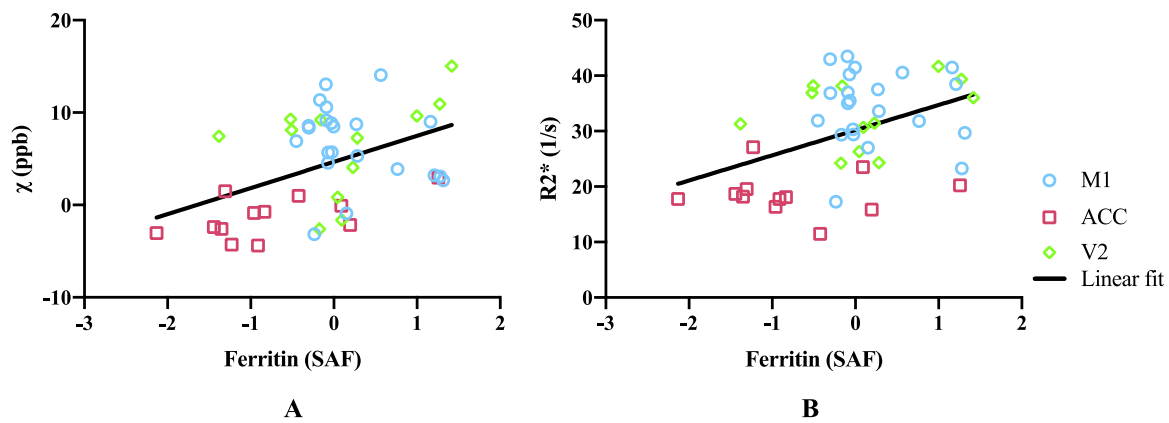 20
10
0
-10
χ (ppb)
-3 -2 -1 0 1 2
Ferritin (SAF)
A
50
40
30
20
10
0
R2* (1/s)
-3 -2 -1 0 1 2
Ferritin (SAF)
B
M1
ACC
V2
Linear fit